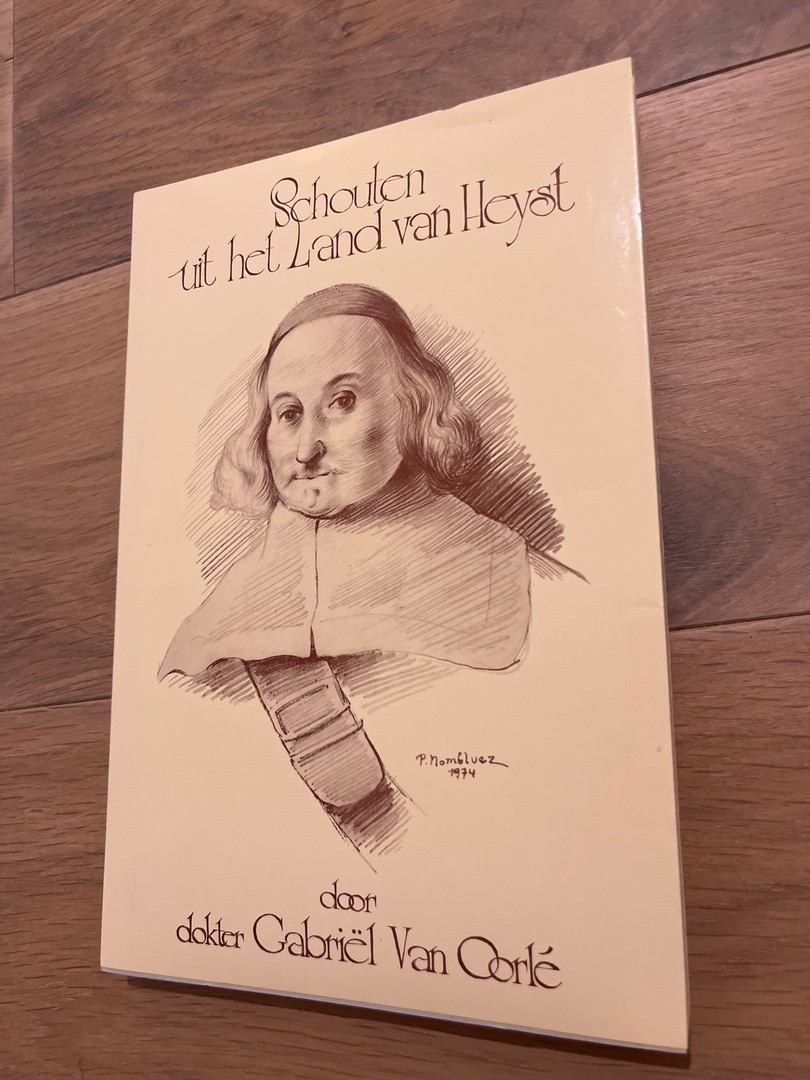 Schouten
uit het Land van Heyst
P. Nombluez
1974
door
dokter Gabriël Van Oorlé